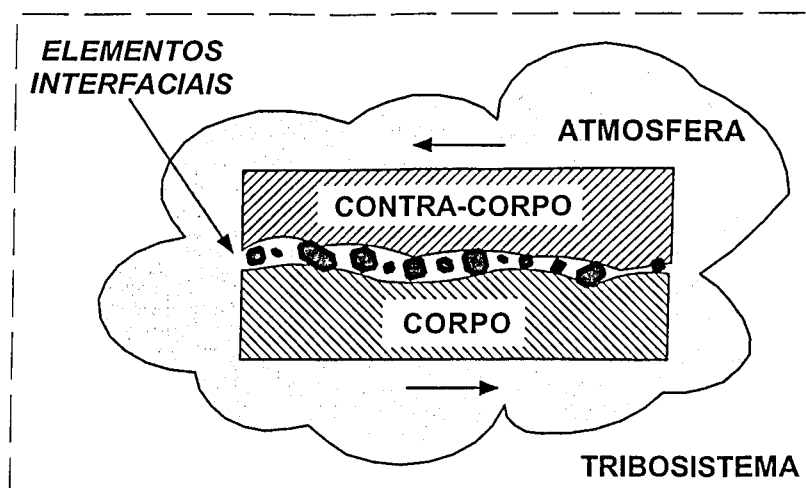 ELEMENTOS
INTERFACIAIS
ATMOSFERA
CONTRA-CORPO
CORPO
TRIBOSISTEMA